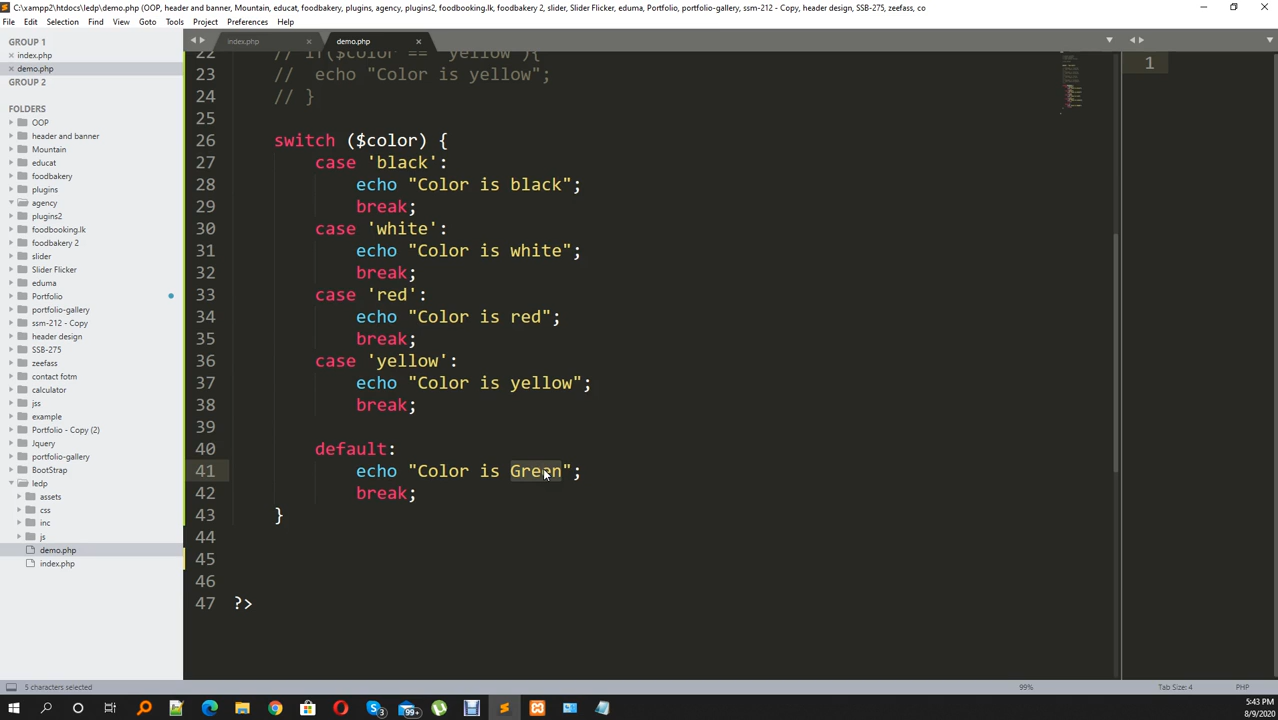 C:\xampp2\htdocs\ledp\demo.php (OOP, header and banner, Mountain, educat, foodbakery, plugins, agency, plugins2, foodbooking.lk, foodbakery 2, slider, Slider Flicker, eduma, Portfolio, portfolio-gallery, ssm-212 - Copy, header design, SSB-275, zeefass, co
File Edit Selection Find View Goto Tools Project Preferences Help
GROUP 1
index.php
demo.php
GROUP 2
FOLDERS
OOP
header and banner
Mountain
educat
foodbakery
plugins
agency
plugins2
foodbooking.lk
foodbakery 2
slider
Slider Flicker
eduma
Portfolio
portfolio-gallery
ssm-212 - Copy
header design
SSB-275
zeefass
contact fotm
calculator
jss
example
Portfolio - Copy (2)
Jquery
portfolio-gallery
BootStrap
ledp
assets
css
inc
js
demo.php
index.php
index.php demo.php
22 // if($color == "yellow"){
23 //  echo "Color is yellow";
24 // }
25
26 switch ($color) {
27 case 'black':
28 echo "Color is black";
29 break;
30 case 'white':
31 echo "Color is white";
32 break;
33 case 'red':
34 echo "Color is red";
35 break;
36 case 'yellow':
37 echo "Color is yellow";
38 break;
39
40 default:
41 echo "Color is Green";
42 break;
43 }
44
45
46
47 ?>
1
5 characters selected
99% Tab Size: 4 PHP
3 99+
5:43 PM
8/9/2020